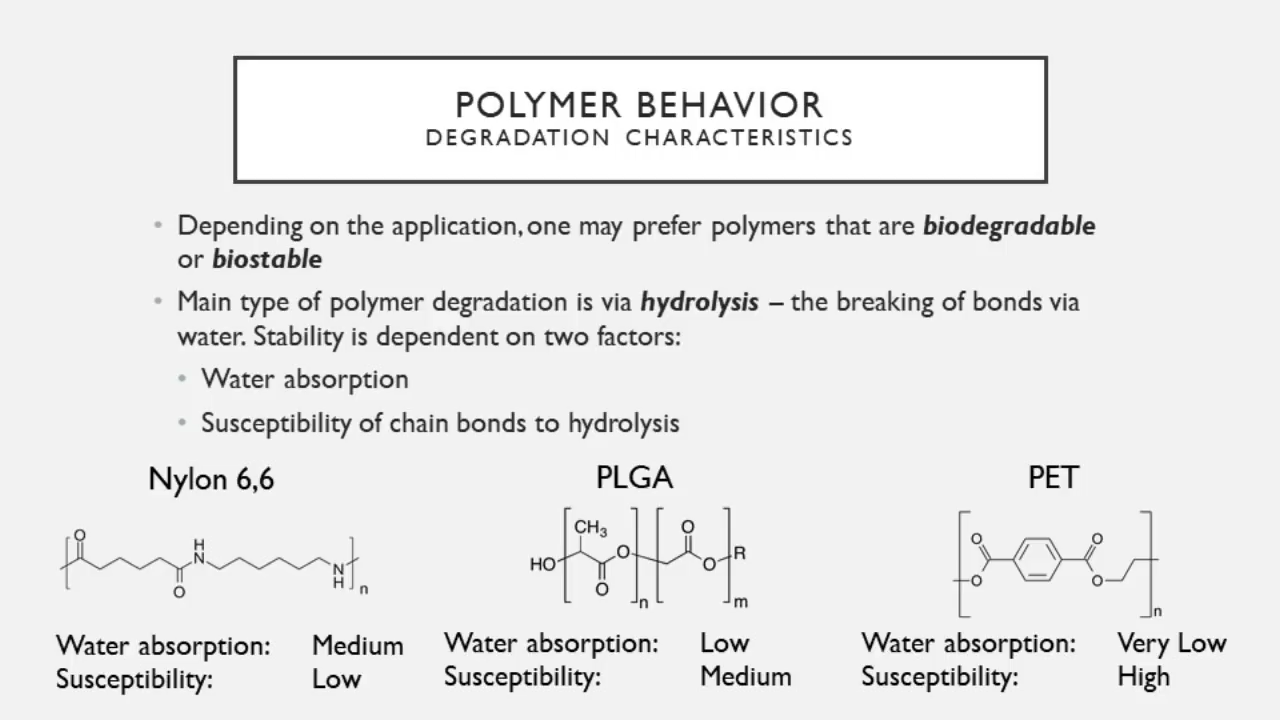 POLYMER BEHAVIOR
DEGRADATION CHARACTERISTICS
• Depending on the application, one may prefer polymers that are biodegradable
or biostable
• Main type of polymer degradation is via hydrolysis – the breaking of bonds via
water. Stability is dependent on two factors:
• Water absorption
• Susceptibility of chain bonds to hydrolysis
Nylon 6,6
O
H
N
O
N
H
n
Water absorption: Medium
Susceptibility: Low
PLGA
CH3
HO
O
O
n
O
O
R
m
Water absorption: Low
Susceptibility: Medium
PET
O
O
O
O
n
Water absorption: Very Low
Susceptibility: High